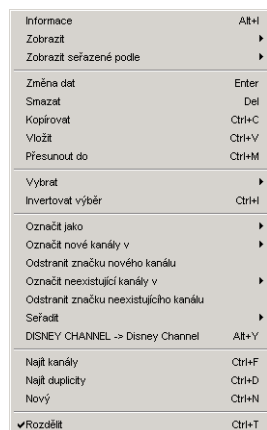 Informace Alt+I
Zobrazit
Zobrazit seřazené podle
Změna dat Enter
Smazat Del
Kopírovat Ctrl+C
Vložit Ctrl+V
Přesunout do Ctrl+M
Vybrat
Invertovat výběr Ctrl+I
Označit jako
Označit nové kanály v
Odstranit značku nového kanálu
Označit neexistující kanály v
Odstranit značku neexistujícího kanálu
Seřadit
DISNEY CHANNEL -> Disney Channel Alt+Y
Najít kanály Ctrl+F
Najít duplicity Ctrl+D
Nový Ctrl+N
Rozdělit Ctrl+T